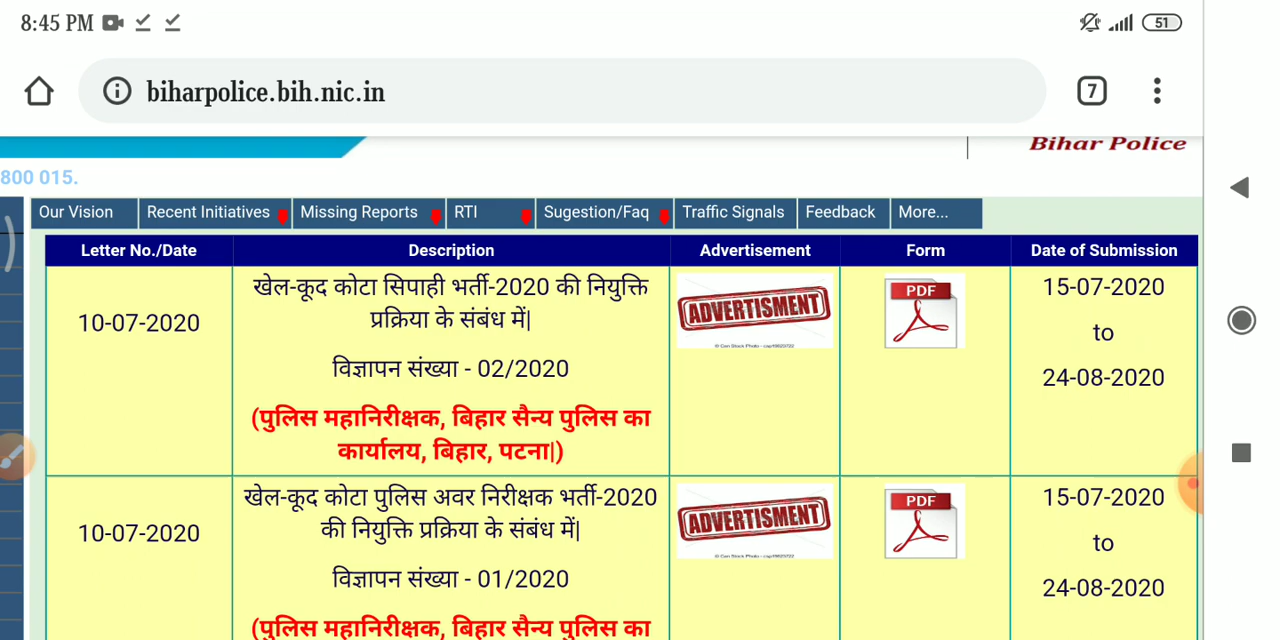 8:45 PM
51
biharpolice.bih.nic.in
7
Bihar Police
800 015.
Our Vision
Recent Initiatives
Missing Reports
RTI
Sugestion/Faq
Traffic Signals
Feedback
More...
Letter No./Date
Description
Advertisement
Form
Date of Submission
10-07-2020
खेल-कूद कोटा सिपाही भर्ती-2020 की नियुक्ति
प्रक्रिया के संबंध में|
विज्ञापन संख्या - 02/2020
(पुलिस महानिरीक्षक, बिहार सैन्य पुलिस का
कार्यालय, बिहार, पटना|)
ADVERTISMENT
PDF
15-07-2020
to
24-08-2020
10-07-2020
खेल-कूद कोटा पुलिस अवर निरीक्षक भर्ती-2020
की नियुक्ति प्रक्रिया के संबंध में|
विज्ञापन संख्या - 01/2020
(पुलिस महानिरीक्षक, बिहार सैन्य पुलिस का
ADVERTISMENT
PDF
15-07-2020
to
24-08-2020